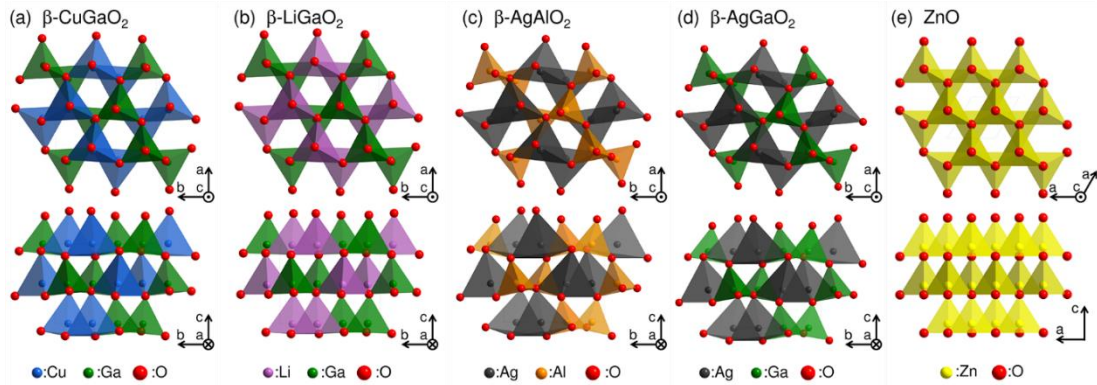 (a) β-CuGaO₂
(b) β-LiGaO₂
(c) β-AgAlO₂
(d) β-AgGaO₂
(e) ZnO
a
b
c
a
b
c
a
b
c
a
b
c
a
a
c
c
b
a
c
b
a
c
b
a
c
b
a
c
a
:Cu :Ga :O
:Li :Ga :O
:Ag :Al :O
:Ag :Ga :O
:Zn :O